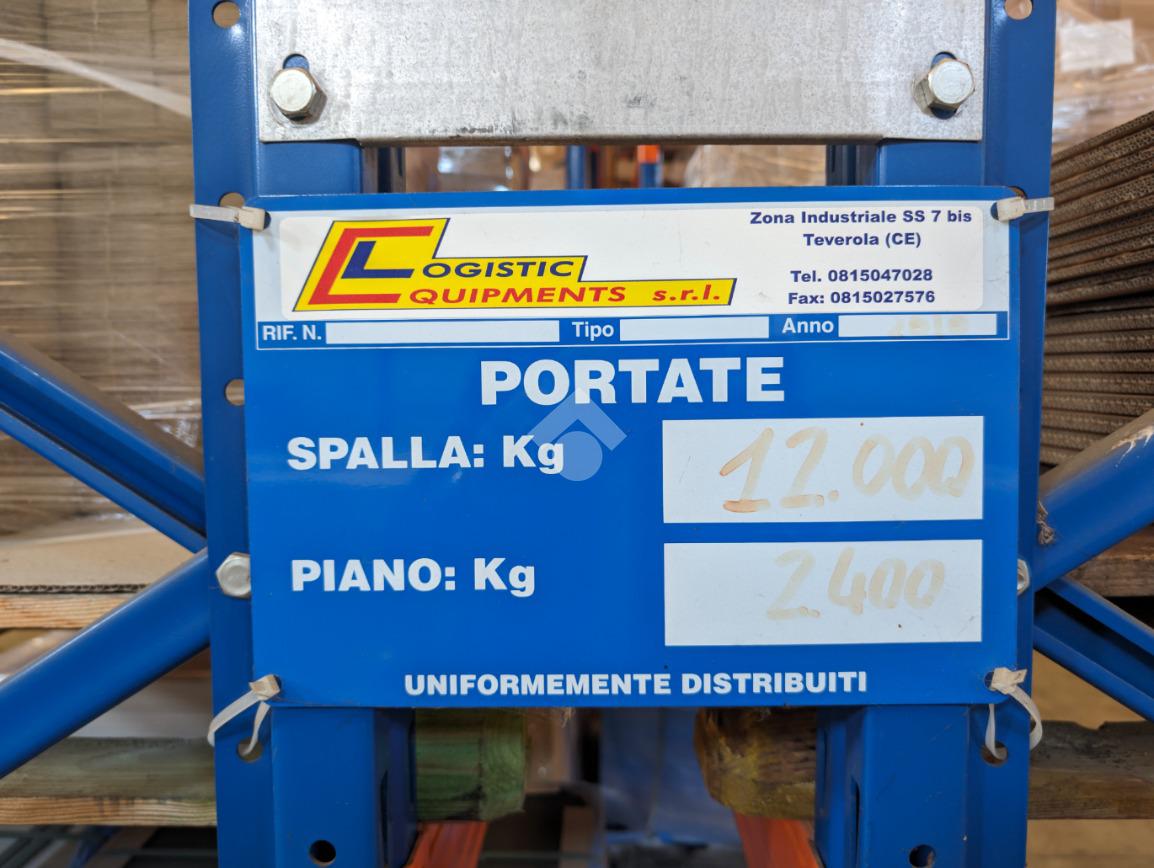 LOGISTIC
EQUIPMENTS s.r.l.
Zona Industriale SS 7 bis
Teverola (CE)
Tel. 0815047028
Fax: 0815027576
RIF. N. Tipo Anno
PORTATE
SPALLA: Kg 12.000
PIANO: Kg 2.400
UNIFORMEMENTE DISTRIBUITI